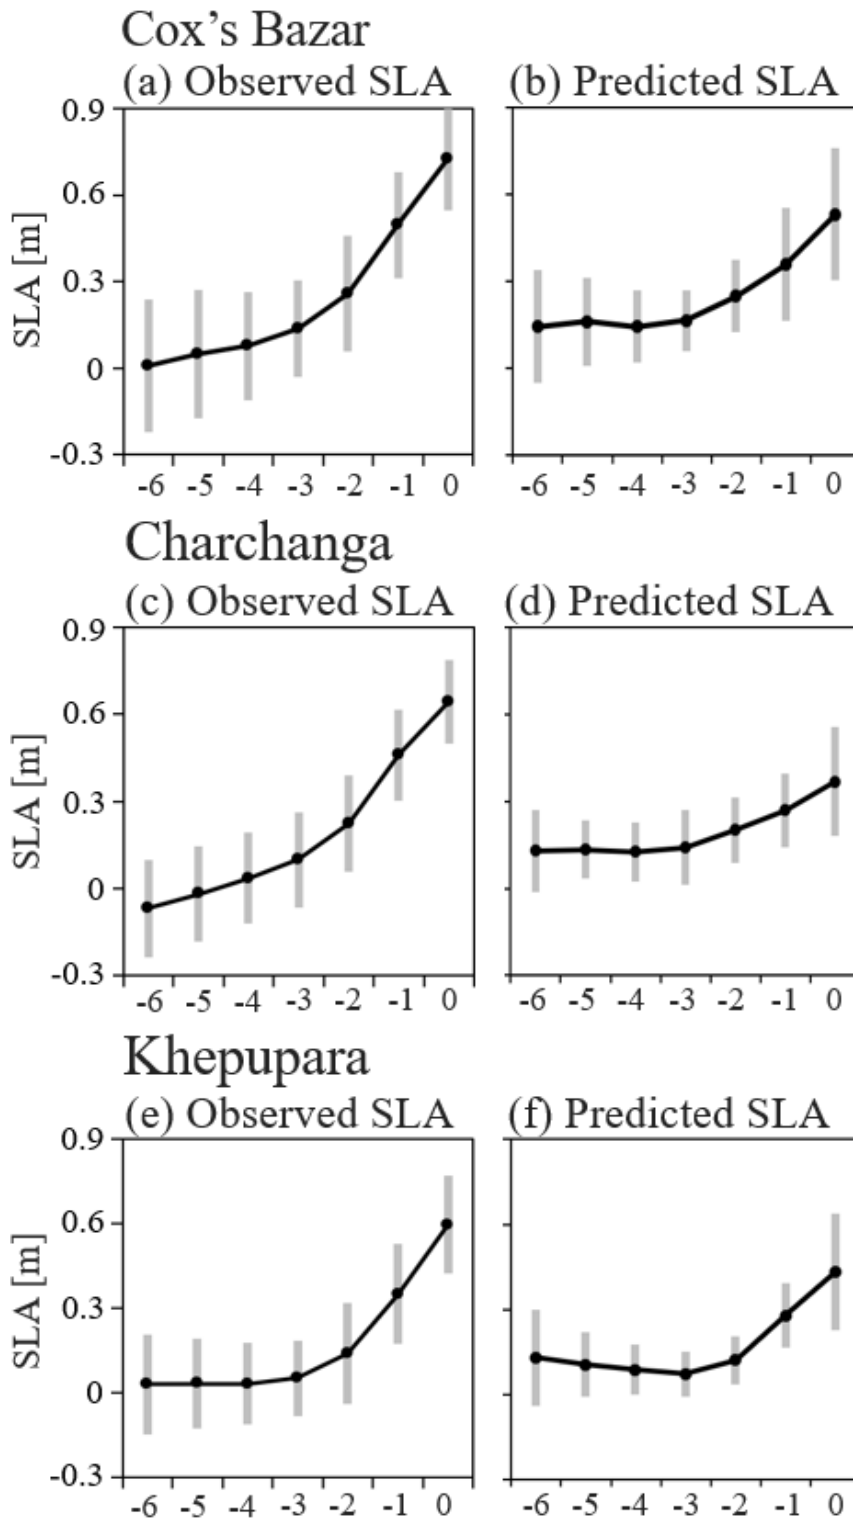 Cox’s Bazar
(a) Observed SLA (b) Predicted SLA
0.9
0.6
0.3
0
-0.3
SLA [m]
-6 -5 -4 -3 -2 -1 0 -6 -5 -4 -3 -2 -1 0
Charchanga
(c) Observed SLA (d) Predicted SLA
0.9
0.6
0.3
0
-0.3
SLA [m]
-6 -5 -4 -3 -2 -1 0 -6 -5 -4 -3 -2 -1 0
Khepupara
(e) Observed SLA (f) Predicted SLA
0.9
0.6
0.3
0
-0.3
SLA [m]
-6 -5 -4 -3 -2 -1 0 -6 -5 -4 -3 -2 -1 0